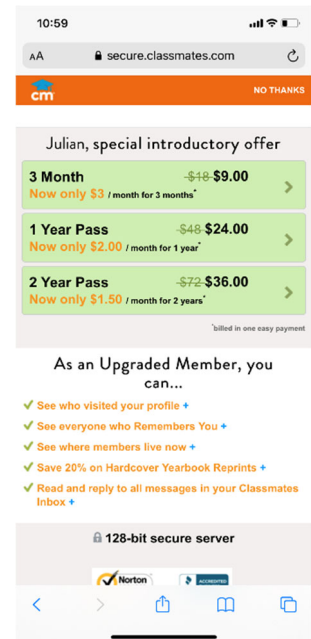 10:59
AA secure.classmates.com
cm NO THANKS
Julian, special introductory offer
3 Month $18 $9.00
Now only $3 / month for 3 months*
1 Year Pass $48 $24.00
Now only $2.00 / month for 1 year*
2 Year Pass $72 $36.00
Now only $1.50 / month for 2 years*
*billed in one easy payment
As an Upgraded Member, you
can...
See who visited your profile +
See everyone who Remembers You +
See where members live now +
Save 20% on Hardcover Yearbook Reprints +
Read and reply to all messages in your Classmates
Inbox +
128-bit secure server
Norton ACCREDITED